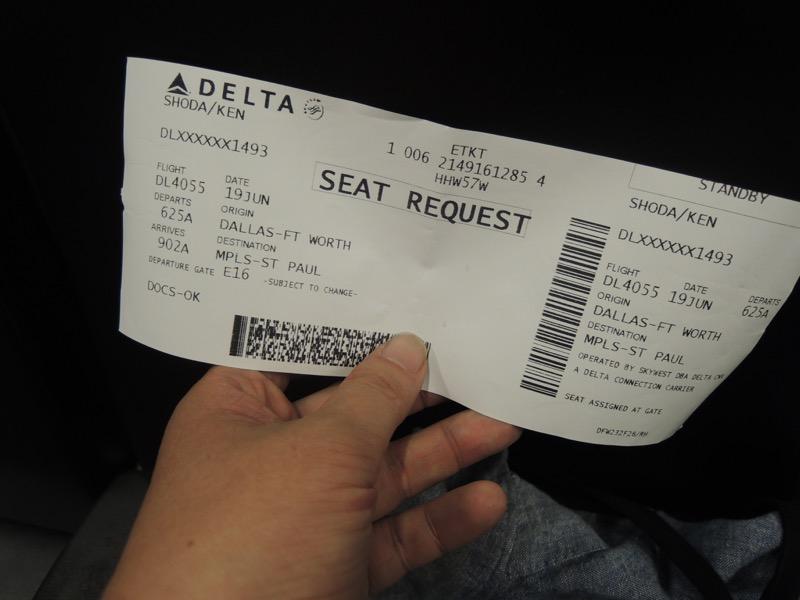 DELTA
SHODA/KEN
DLXXXXXX1493
FLIGHT DATE
DL4055 19JUN
DEPARTS ORIGIN
625A DALLAS-FT WORTH
ARRIVES DESTINATION
902A MPLS-ST PAUL
DEPARTURE GATE E16 -SUBJECT TO CHANGE-
DOCS-OK
ETKT
1 006 2149161285 4
HHW57W
SEAT REQUEST
STANDBY
SHODA/KEN
DLXXXXXX1493
FLIGHT DATE DEPARTS
DL4055 19JUN 625A
ORIGIN
DALLAS-FT WORTH
DESTINATION
MPLS-ST PAUL
OPERATED BY SKYWEST DBA DELTA
A DELTA CONNECTION CARRIER
SEAT ASSIGNED AT GATE